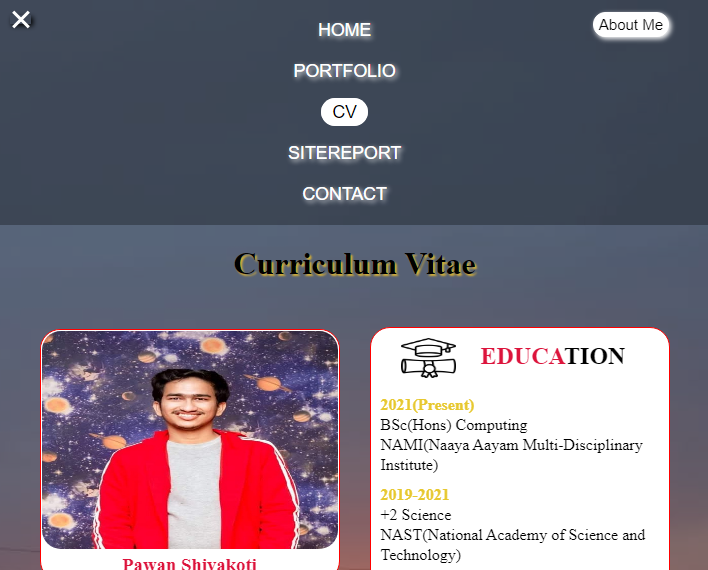 About Me
HOME
PORTFOLIO
CV
SITEREPORT
CONTACT
Curriculum Vitae
Pawan Shivakoti
EDUCATION
2021(Present)
BSc(Hons) Computing
NAMI(Naaya Aayam Multi-Disciplinary
Institute)
2019-2021
+2 Science
NAST(National Academy of Science and
Technology)